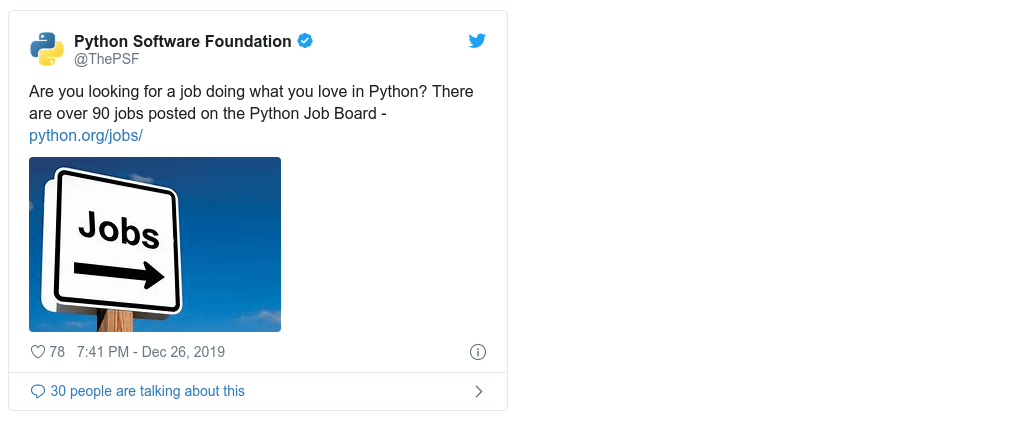 Python Software Foundation
@ThePSF
Are you looking for a job doing what you love in Python? There
are over 90 jobs posted on the Python Job Board -
python.org/jobs/
Jobs
78 7:41 PM - Dec 26, 2019
30 people are talking about this